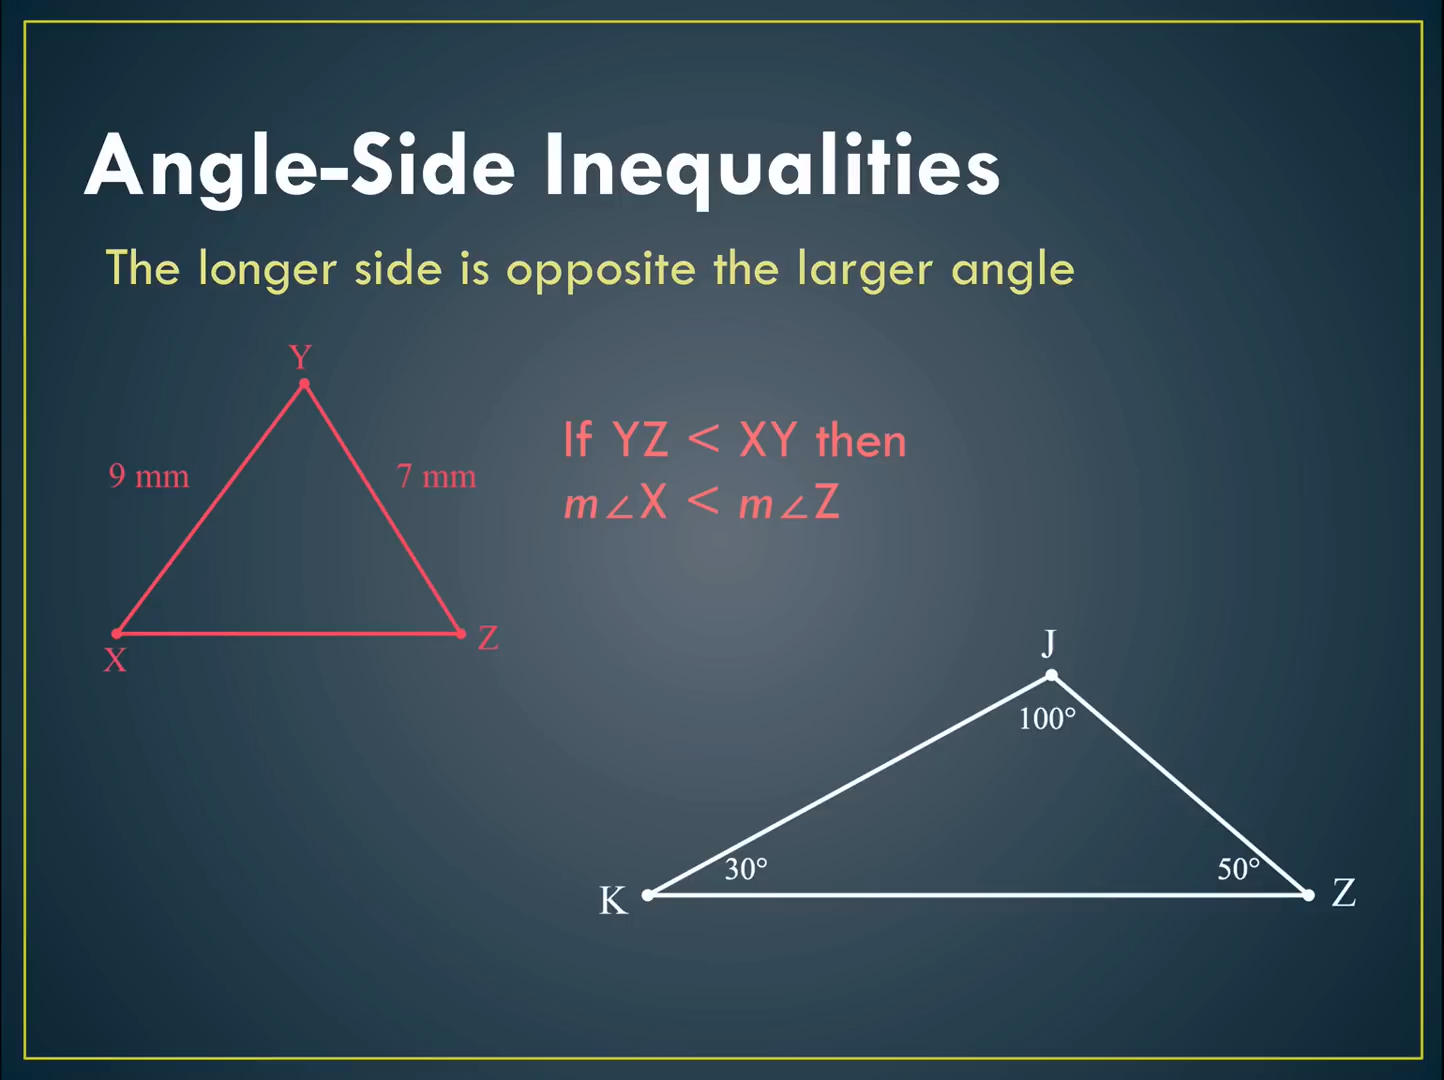 Angle-Side Inequalities
The longer side is opposite the larger angle
Y
9 mm
7 mm
X
Z
If YZ < XY then
m∠X < m∠Z
J
100°
30°
50°
K
Z